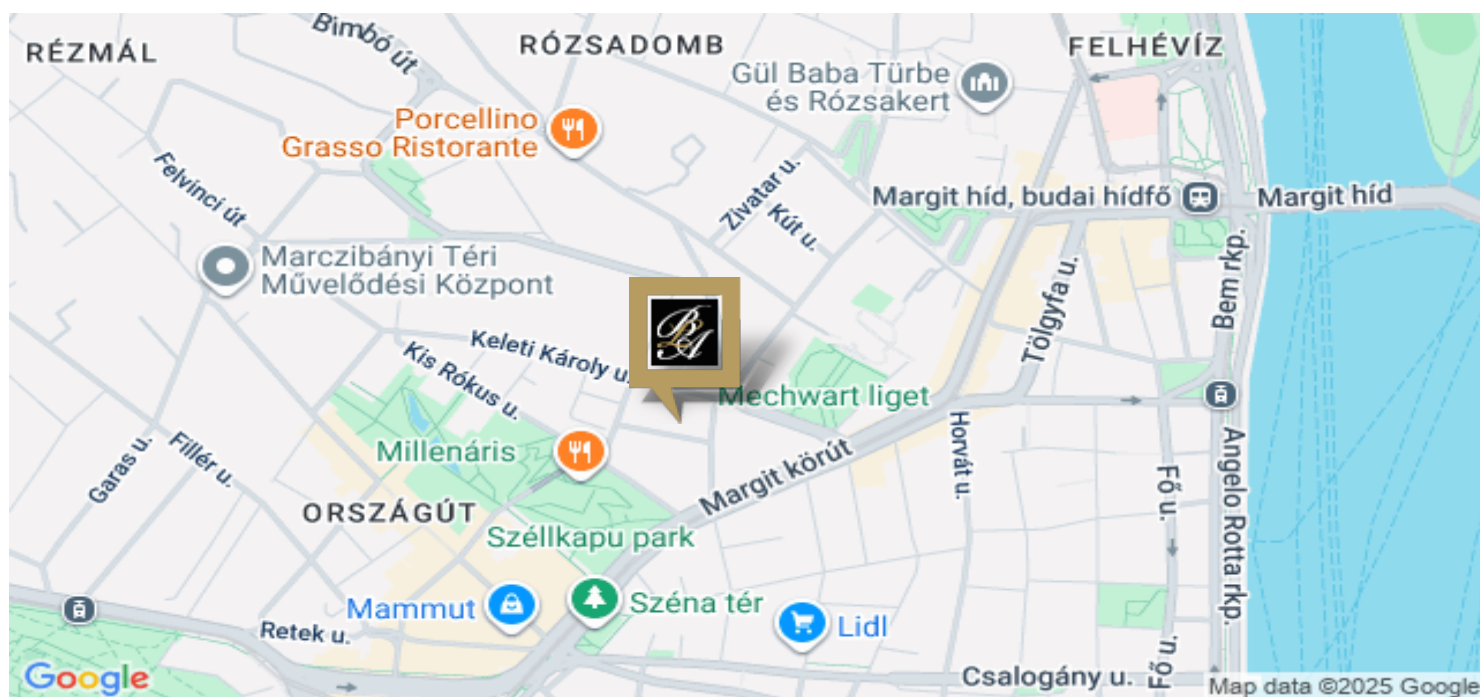 RÉZMÁL
Bimbó út
RÓZSADOMB
FELHÉVÍZ
Gül Baba Türbe
és Rózsakert
Porcellino
Grasso Ristorante
Felvinci út
Zivatar u.
Kút u.
Margit híd, budai hídfő
Margit híd
Marczibányi Téri
Művelődési Központ
Bem rkp.
Tölgyfa u.
BLA
Keleti Károly u.
Kis Rókus u.
Mechwart liget
Millenáris
Garas u.
Fillér u.
Margit körút
Horvát u.
Fő u.
Angelo Rotta rkp.
ORSZÁGÚT
Széllkapu park
Mammut
Széna tér
Lidl
Retek u.
Fő u.
Csalogány u.
Google
Map data ©2025 Google